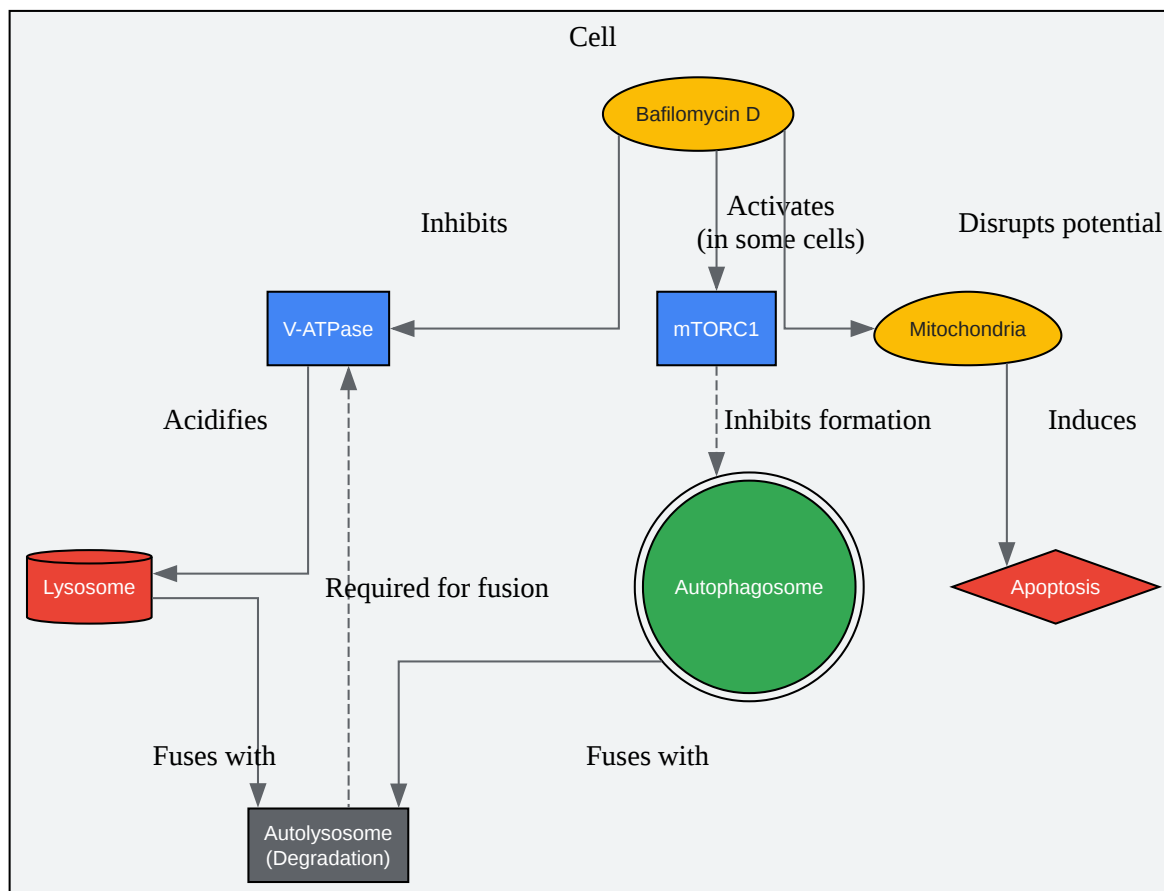 Cell
Bafilomycin D
Inhibits
Activates
(in some cells)
Disrupts potential
V-ATPase
mTORC1
Mitochondria
Acidifies
Inhibits formation
Induces
Lysosome
Required for fusion
Autophagosome
Apoptosis
Fuses with
Fuses with
Autolysosome
(Degradation)